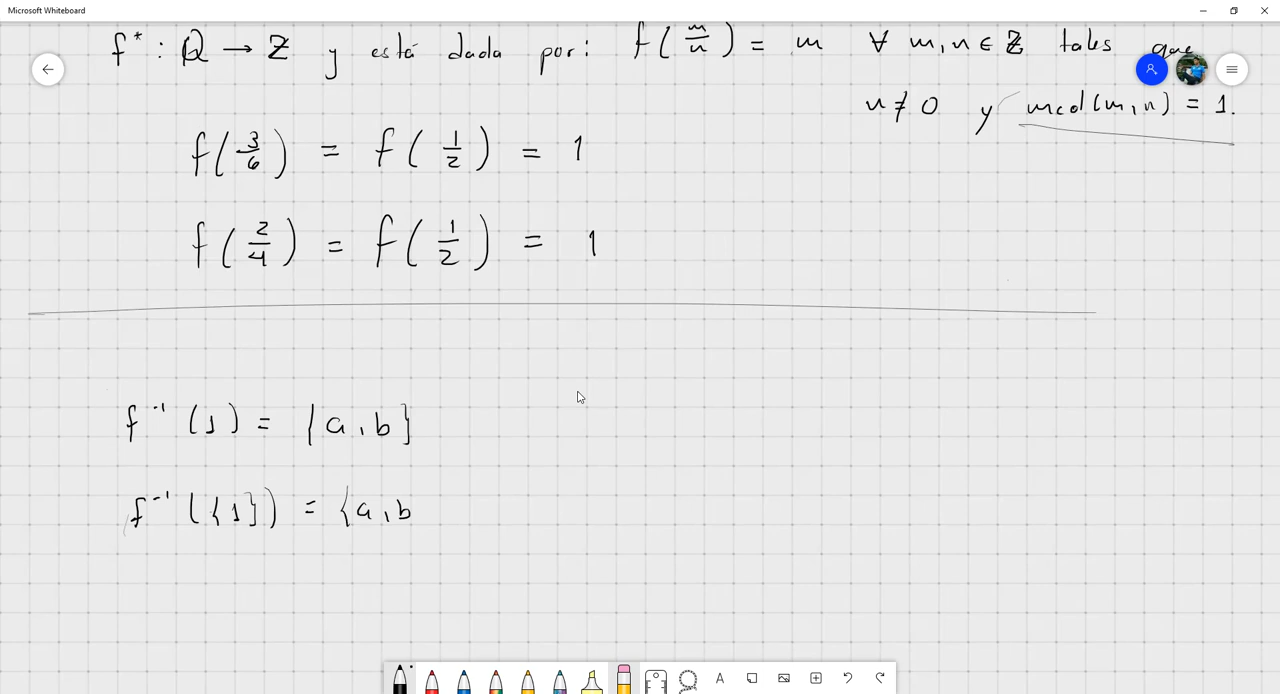 Microsoft Whiteboard
f* : Q → Z y está dada por: f(m/n) = m ∀ m,n ∈ Z tales que
n ≠ 0 y mcd(m,n) = 1.
f(3/6) = f(1/2) = 1
f(2/4) = f(1/2) = 1
f⁻¹(1) = {a,b}
f⁻¹({1}) = {a,b
A